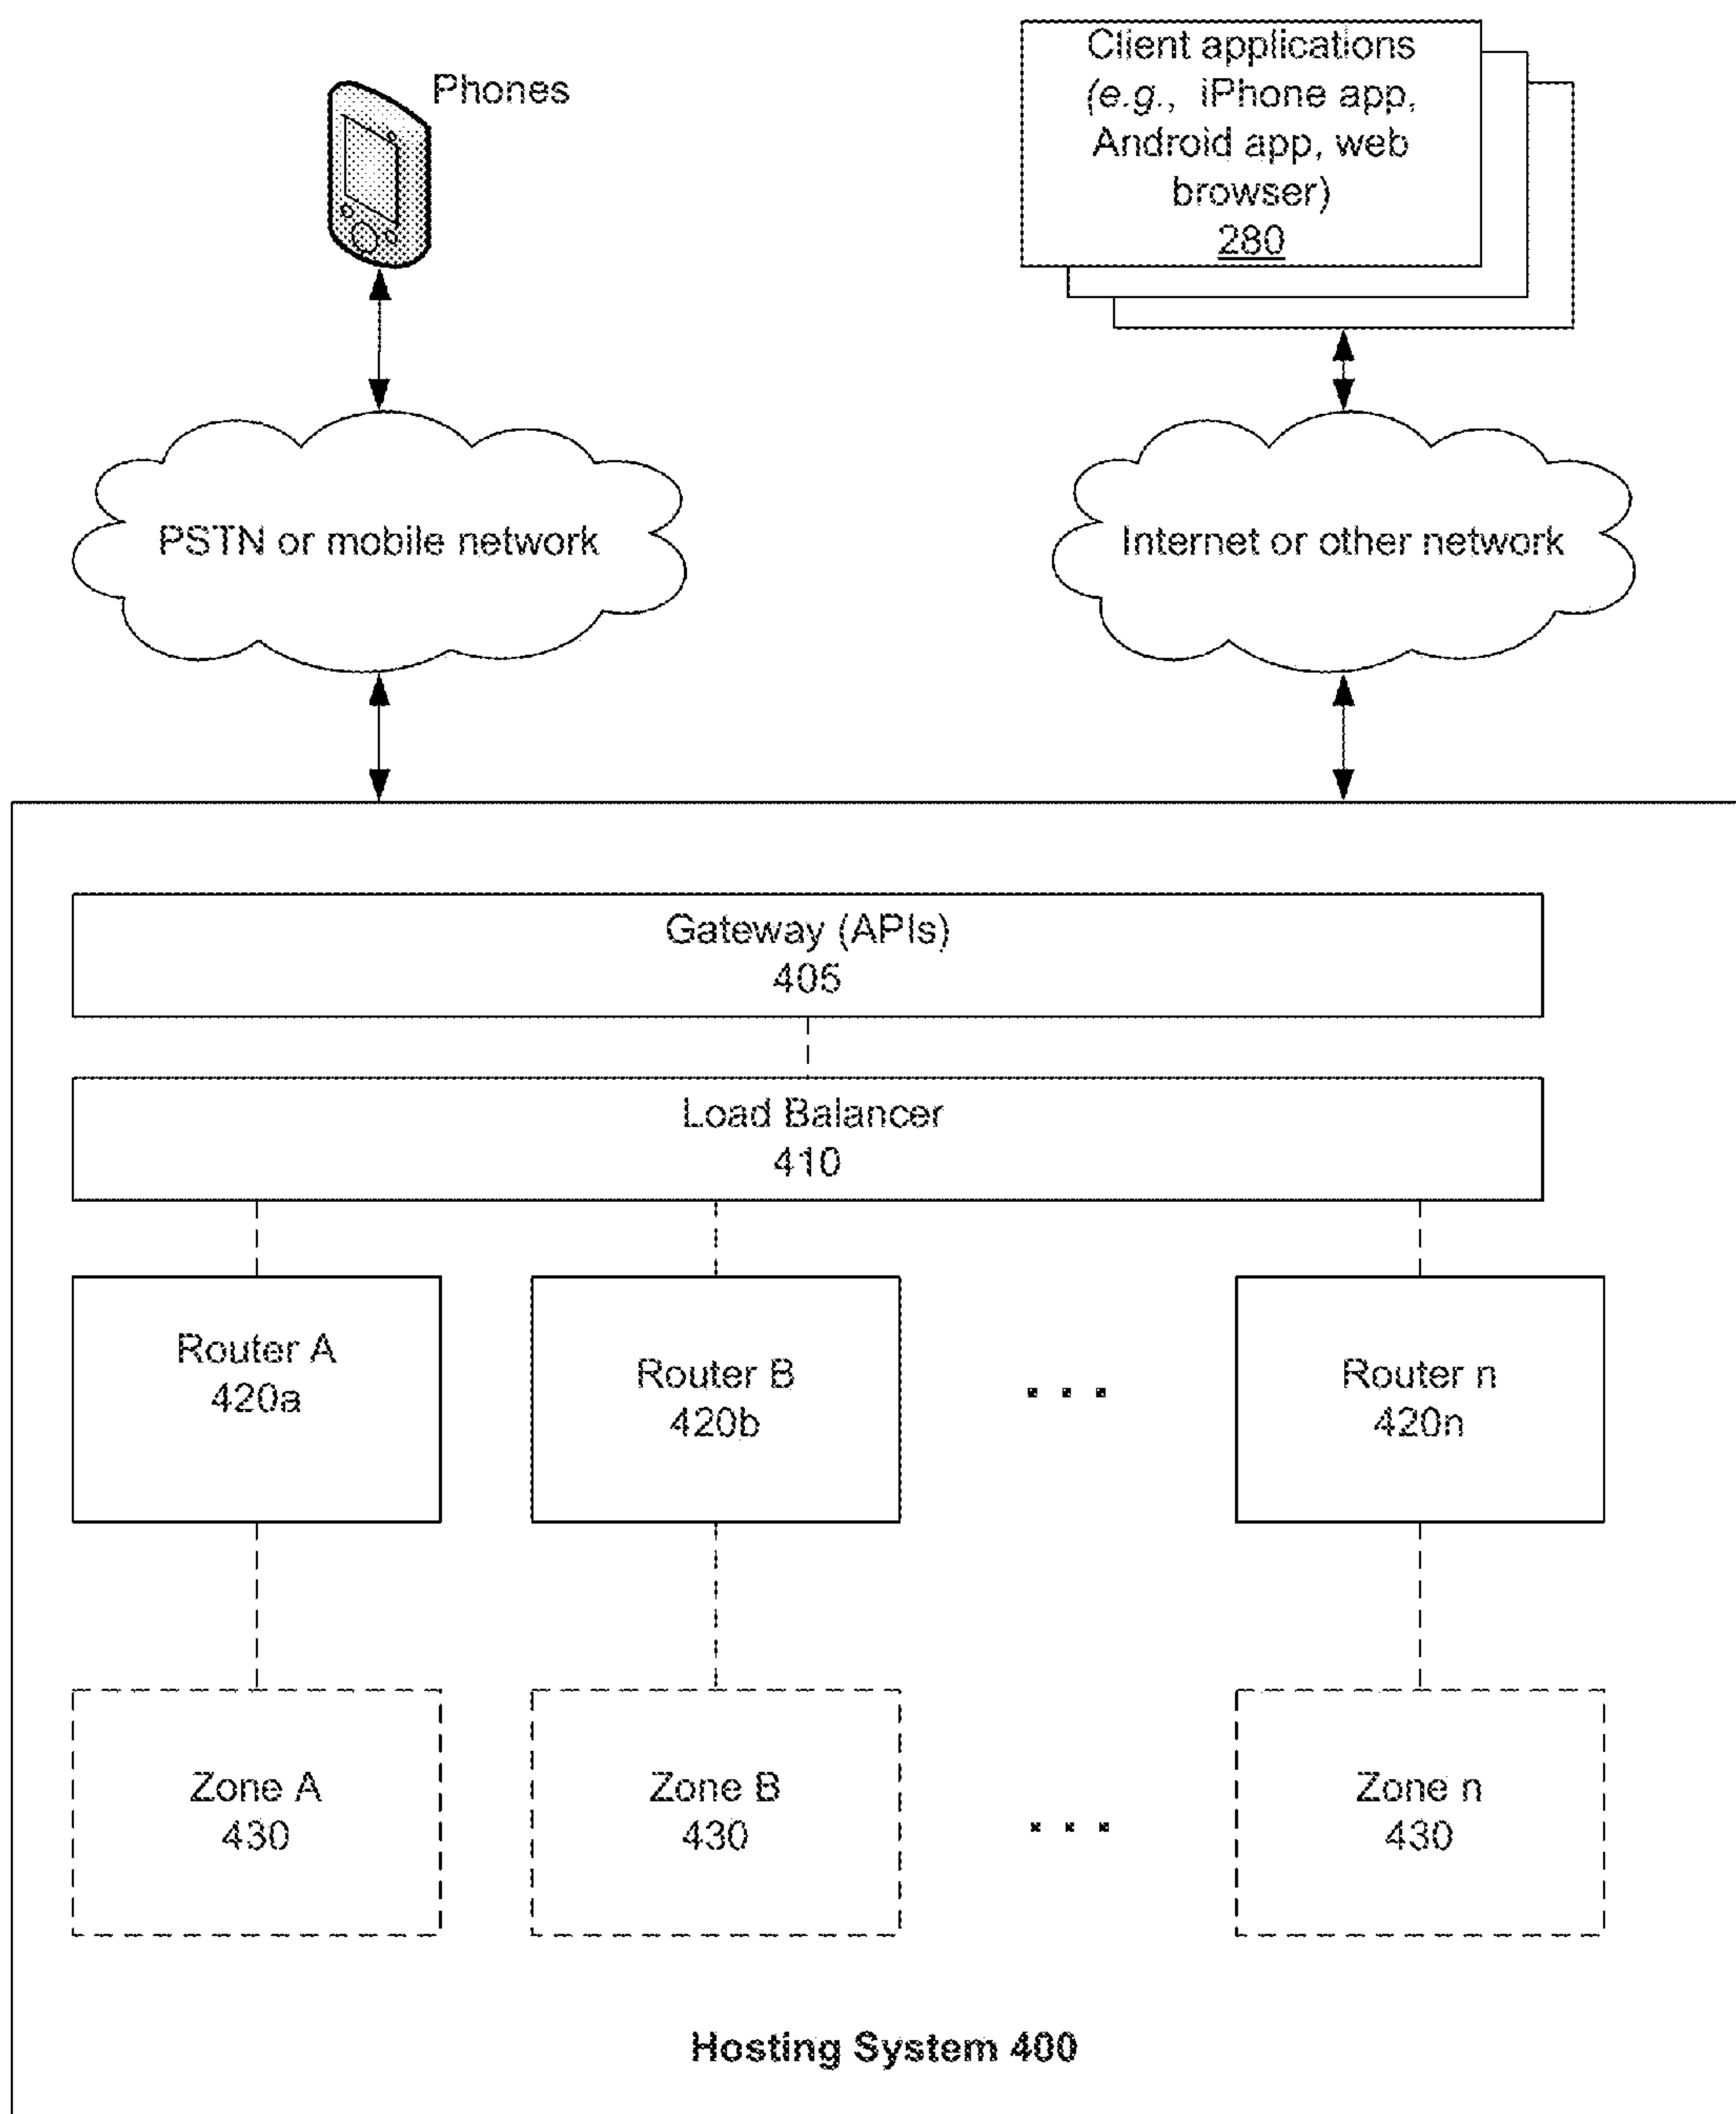 Phones
Client applications
(e.g., iPhone app,
Android app, web
browser)
280
PSTN or mobile network
Internet or other network
Gateway (APIs)
405
Load Balancer
410
Router A
420a
Router B
420b
. . .
Router n
420n
Zone A
430
Zone B
430
. . .
Zone n
430
Hosting System 400